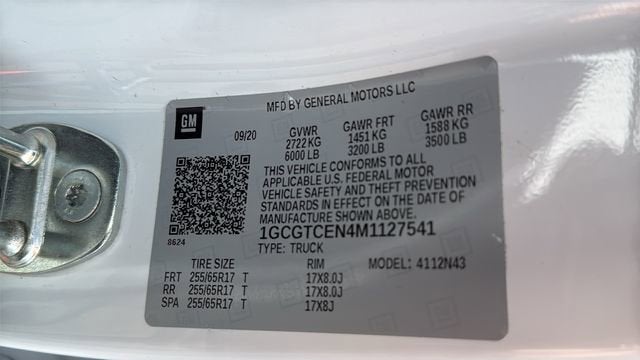 MFD BY GENERAL MOTORS LLC
GM
09/20 GVWR GAWR FRT GAWR RR
2722 KG 1451 KG 1588 KG
6000 LB 3200 LB 3500 LB
THIS VEHICLE CONFORMS TO ALL
APPLICABLE U.S. FEDERAL MOTOR
VEHICLE SAFETY AND THEFT PREVENTION
STANDARDS IN EFFECT ON THE DATE OF
MANUFACTURE SHOWN ABOVE.
8624
1GCGTCEN4M1127541
TYPE: TRUCK
TIRE SIZE RIM MODEL: 4112N43
FRT 255/65R17 T 17X8.0J
RR 255/65R17 T 17X8.0J
SPA 255/65R17 T 17X8J